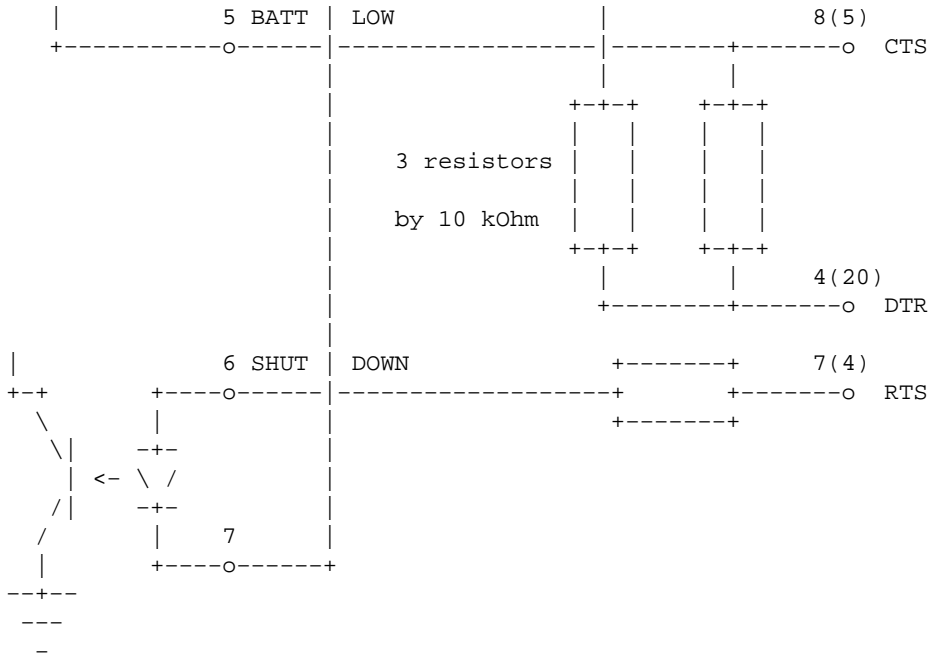 5 BATT LOW 8(5)
CTS
3 resistors
by 10 kOhm
4(20)
DTR
6 SHUT DOWN 7(4)
RTS
7